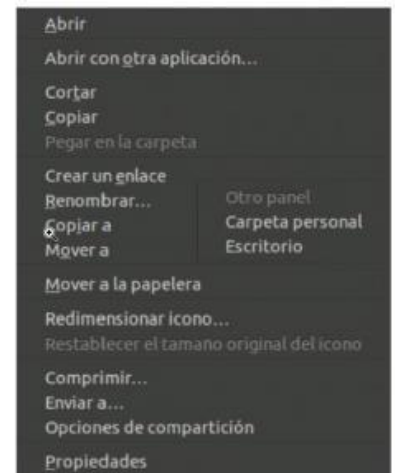 Abrir
Abrir con otra aplicación...
Cortar
Copiar
Pegar en la carpeta
Crear un enlace
Renombrar...
Copiar a
Mover a
Otro panel
Carpeta personal
Escritorio
Mover a la papelera
Redimensionar icono...
Restablecer el tamaño original del icono
Comprimir...
Enviar a...
Opciones de compartición
Propiedades